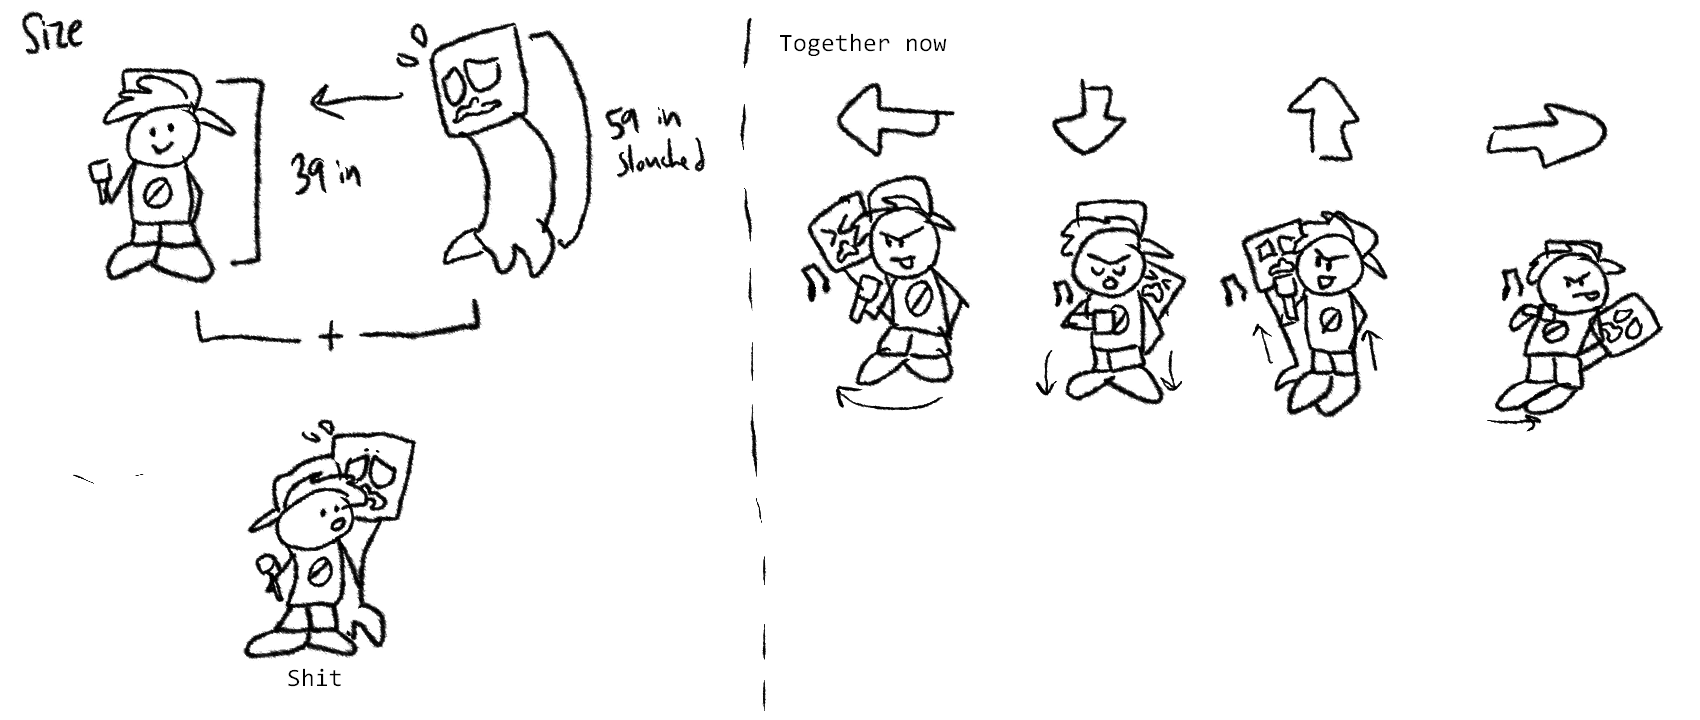 Size
39 in
59 in
slouched
+
Shit
Together now